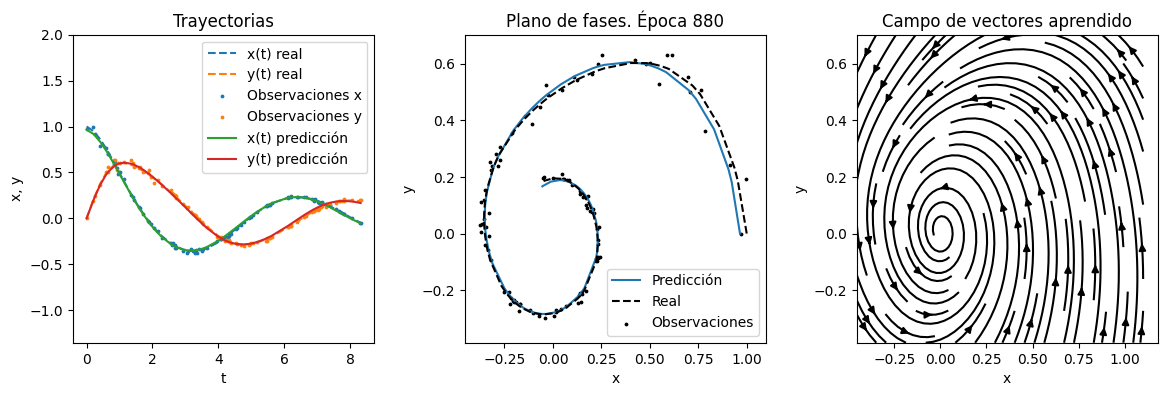 Trayectorias
2.0
1.5
1.0
0.5
0.0
−0.5
−1.0
x, y
0
2
4
6
8
t
x(t) real
y(t) real
Observaciones x
Observaciones y
x(t) predicción
y(t) predicción
Plano de fases. Época 880
0.6
0.4
0.2
0.0
−0.2
y
−0.25
0.00
0.25
0.50
0.75
1.00
x
Predicción
Real
Observaciones
Campo de vectores aprendido
0.6
0.4
0.2
0.0
−0.2
y
−0.25
0.00
0.25
0.50
0.75
1.00
x